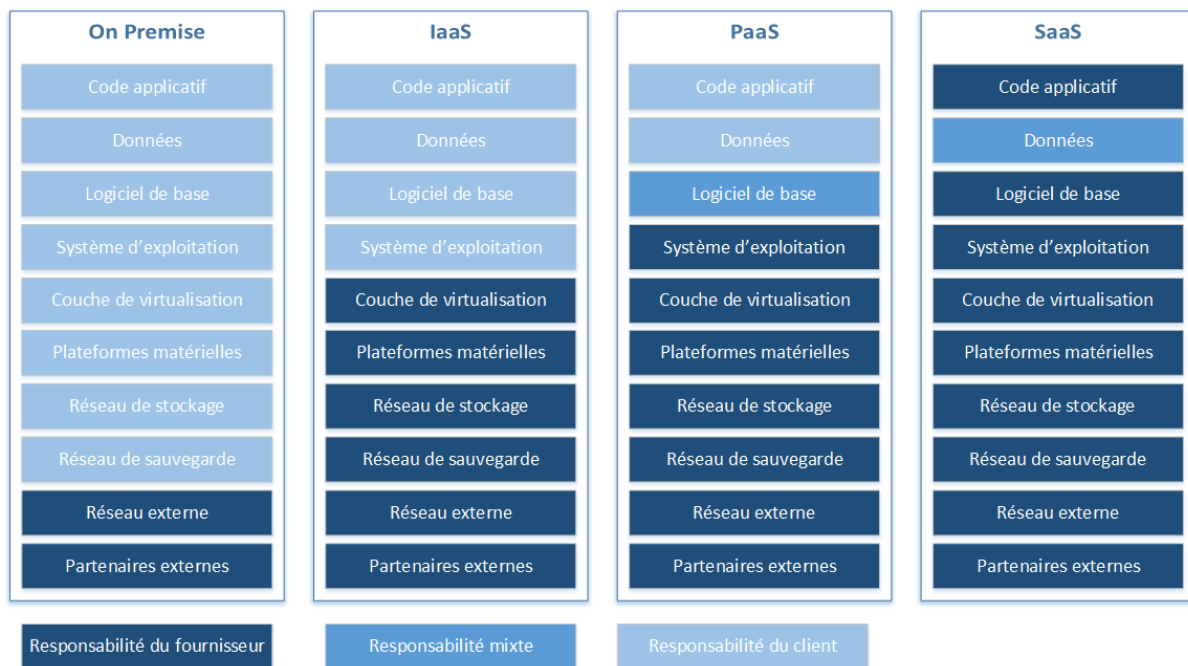 On Premise
Code applicatif
Données
Logiciel de base
Système d’exploitation
Couche de virtualisation
Plateformes matérielles
Réseau de stockage
Réseau de sauvegarde
Réseau externe
Partenaires externes
IaaS
Code applicatif
Données
Logiciel de base
Système d’exploitation
Couche de virtualisation
Plateformes matérielles
Réseau de stockage
Réseau de sauvegarde
Réseau externe
Partenaires externes
PaaS
Code applicatif
Données
Logiciel de base
Système d’exploitation
Couche de virtualisation
Plateformes matérielles
Réseau de stockage
Réseau de sauvegarde
Réseau externe
Partenaires externes
SaaS
Code applicatif
Données
Logiciel de base
Système d’exploitation
Couche de virtualisation
Plateformes matérielles
Réseau de stockage
Réseau de sauvegarde
Réseau externe
Partenaires externes
Responsabilité du fournisseur
Responsabilité mixte
Responsabilité du client